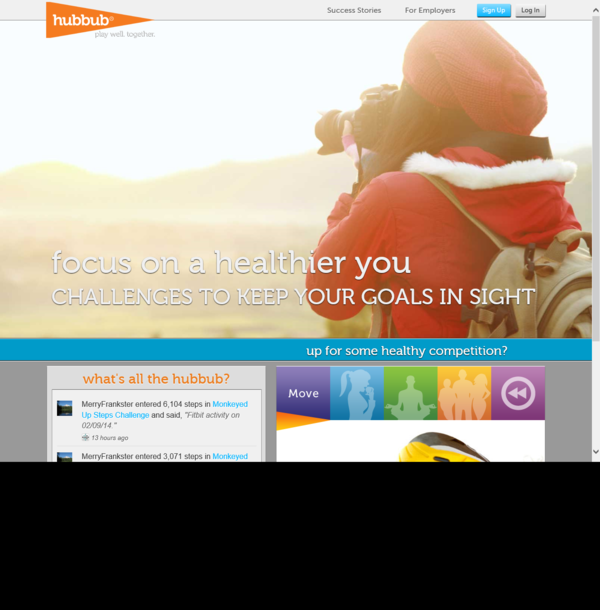 hubbub®
play well. together.
Success Stories
For Employers
Sign Up
Log In
focus on a healthier you
CHALLENGES TO KEEP YOUR GOALS IN SIGHT
up for some healthy competition?
what's all the hubbub?
MerryFrankster entered 6,104 steps in Monkeyed
Up Steps Challenge and said, "Fitbit activity on
02/09/14."
13 hours ago
MerryFrankster entered 3,071 steps in Monkeyed
Move